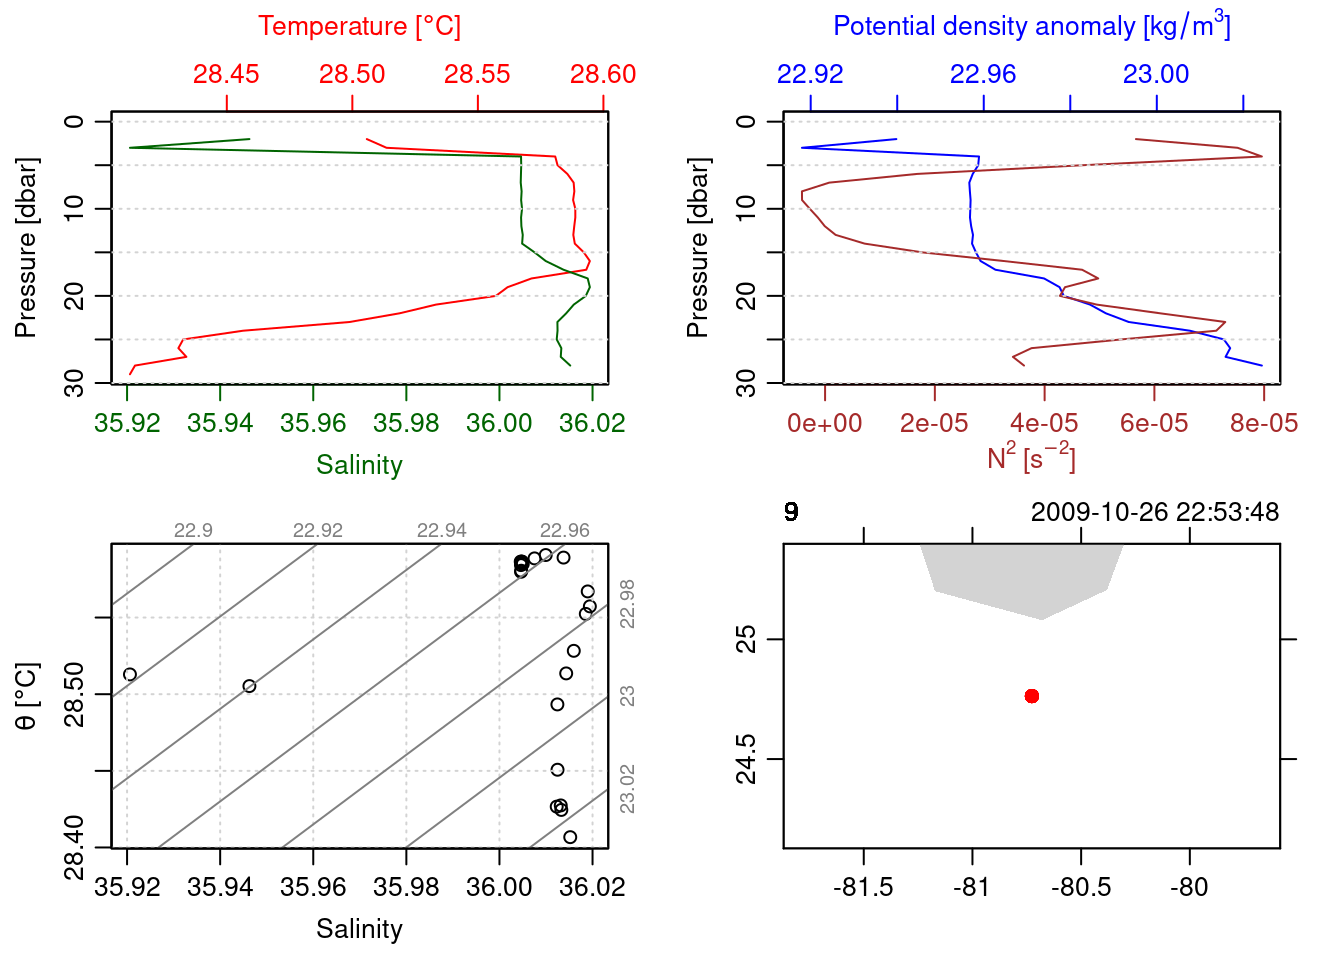 Temperature [°C]
28.45 28.50 28.55 28.60
0
10
20
30
Pressure [dbar]
35.92 35.94 35.96 35.98 36.00 36.02
Salinity
Potential density anomaly [kg/m³]
22.92 22.96 23.00
0
10
20
30
Pressure [dbar]
0e+00 2e-05 4e-05 6e-05 8e-05
N² [s⁻²]
22.9 22.92 22.94 22.96
22.98
23
23.02
28.50
28.40
θ [°C]
35.92 35.94 35.96 35.98 36.00 36.02
Salinity
2009-10-26 22:53:48
25
24.5
-81.5 -81 -80.5 -80